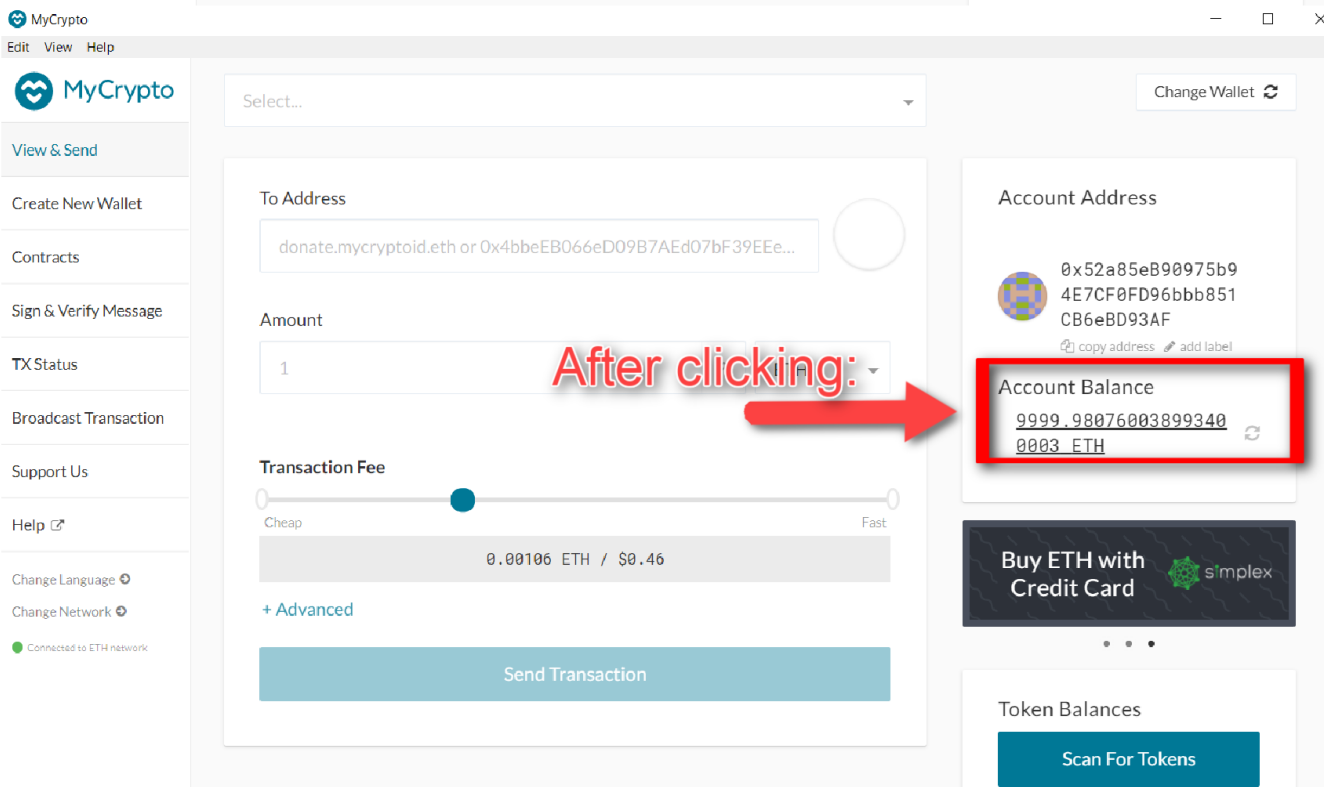 MyCrypto
Edit View Help
MyCrypto
View & Send
Create New Wallet
Contracts
Sign & Verify Message
TX Status
Broadcast Transaction
Support Us
Help
Change Language
Change Network
Connected to ETH network
Select...
Change Wallet
To Address
donate.mycryptoid.eth or 0x4bbeEB066eD09B7AEd07bF39EEe...
Amount
1
ETH
After clicking:
Transaction Fee
Cheap
Fast
0.00106 ETH / $0.46
+ Advanced
Send Transaction
Account Address
0x52a85eB90975b9
4E7CF0FD96bbb851
CB6eBD93AF
copy address add label
Account Balance
9999.98076003899340
0003 ETH
Buy ETH with
Credit Card
simplex
Token Balances
Scan For Tokens